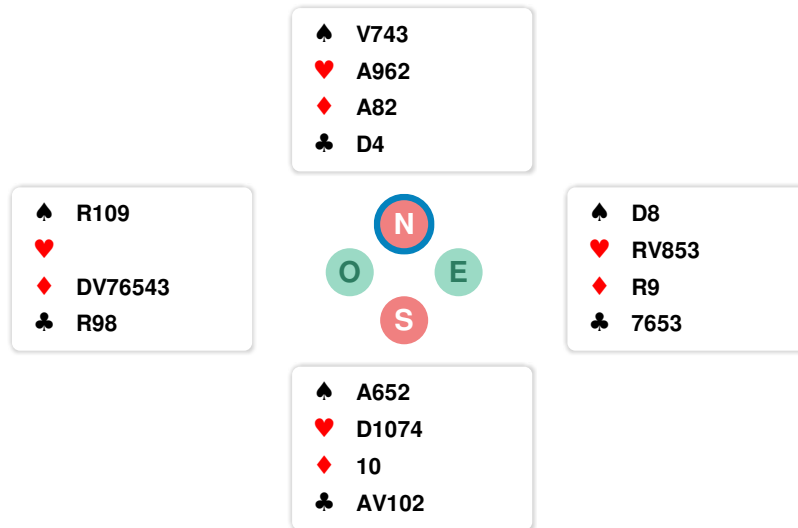 ♠ V743
♥ A962
♦ A82
♣ D4
♠ R109
♥
♦ DV76543
♣ R98
N
O E
S
♠ D8
♥ RV853
♦ R9
♣ 7653
♠ A652
♥ D1074
♦ 10
♣ AV102